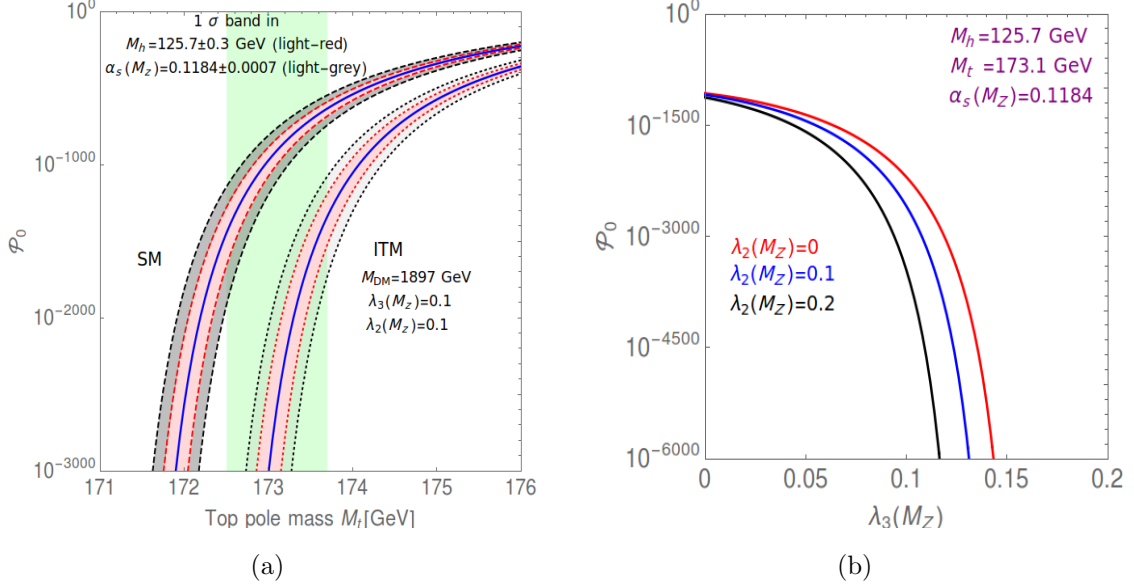 10^0
10^-1000
10^-2000
10^-3000
𝒫_0
1 σ band in
M_h=125.7±0.3 GeV (light-red)
α_s(M_Z)=0.1184±0.0007 (light-grey)
SM
ITM
M_DM=1897 GeV
λ_3(M_Z)=0.1
λ_2(M_Z)=0.1
171 172 173 174 175 176
Top pole mass M_t[GeV]
(a)
10^0
10^-1500
10^-3000
10^-4500
10^-6000
𝒫_0
M_h=125.7 GeV
M_t =173.1 GeV
α_s(M_Z)=0.1184
λ_2(M_Z)=0
λ_2(M_Z)=0.1
λ_2(M_Z)=0.2
0 0.05 0.1 0.15 0.2
λ_3(M_Z)
(b)